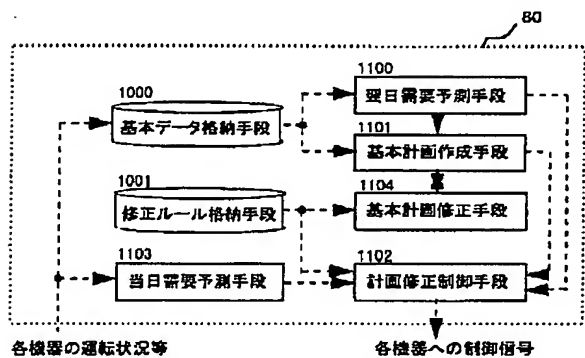 80
1000
基本データ格納手段
1100
翌日需要予測手段
1101
基本計画作成手段
1001
修正ルール格納手段
1104
基本計画修正手段
1103
当日需要予測手段
1102
計画修正制御手段
各機器の運転状況等
各機器への制御信号